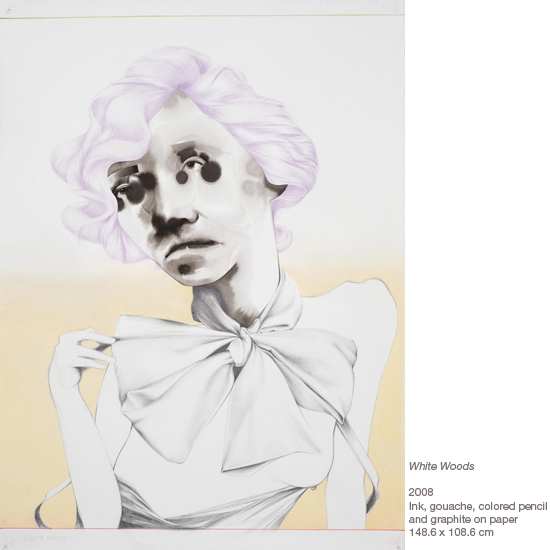 White Woods
2008
Ink, gouache, colored pencil
and graphite on paper
148.6 x 108.6 cm